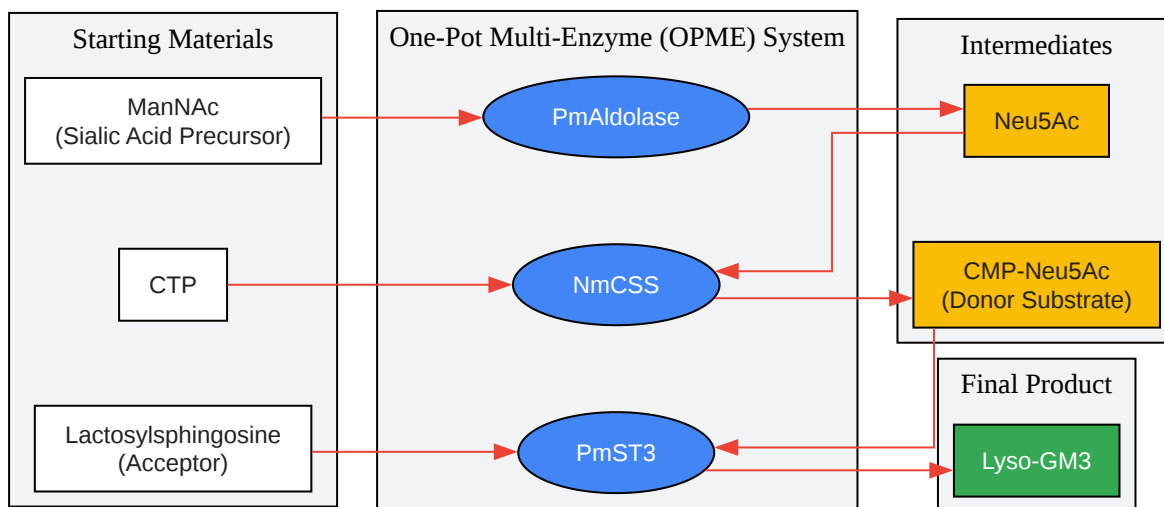 Starting Materials
ManNAc
(Sialic Acid Precursor)
CTP
Lactosylsphingosine
(Acceptor)
One-Pot Multi-Enzyme (OPME) System
PmAldolase
NmCSS
PmST3
Intermediates
Neu5Ac
CMP-Neu5Ac
(Donor Substrate)
Final Product
Lyso-GM3